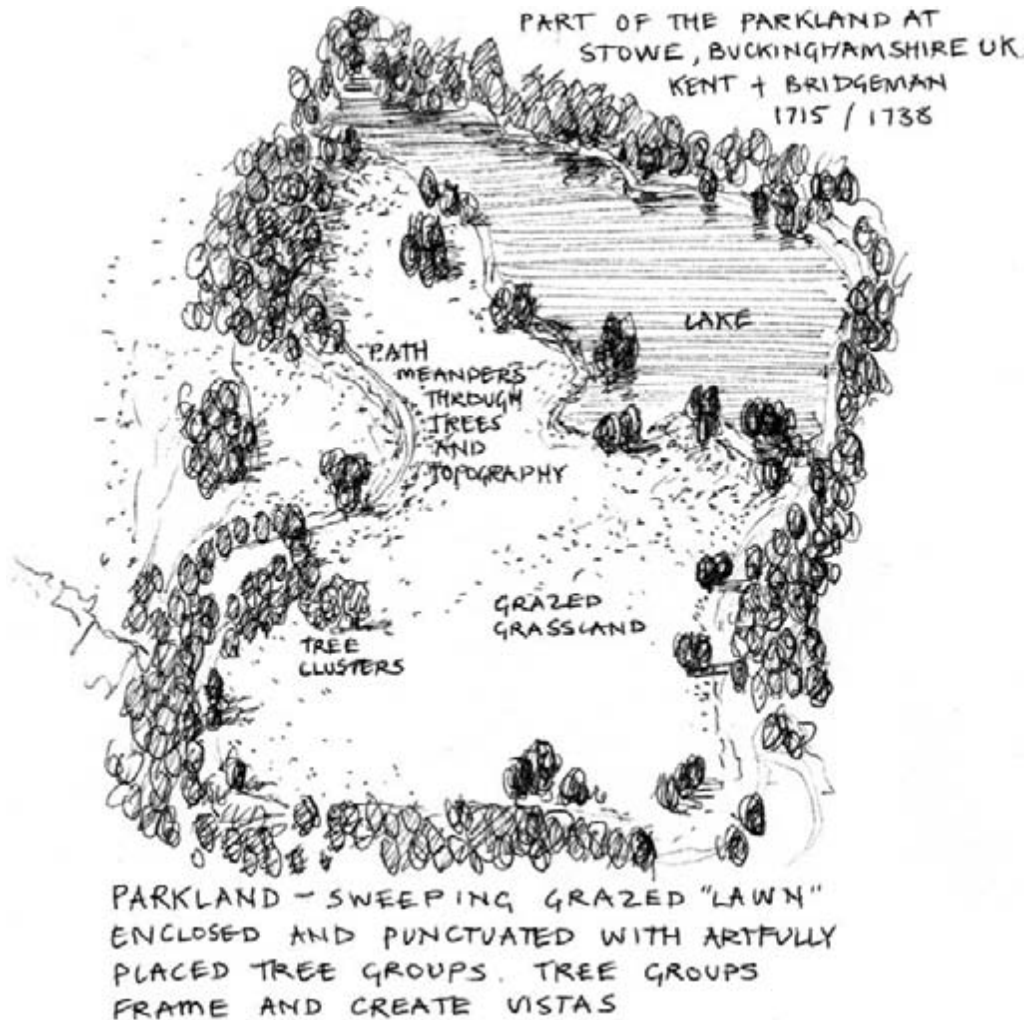 PART OF THE PARKLAND AT
STOWE, BUCKINGHAMSHIRE UK.
KENT + BRIDGEMAN
1715 / 1738
LAKE
PATH
MEANDERS
THROUGH
TREES
AND
TOPOGRAPHY
GRAZED
GRASSLAND
TREE
CLUSTERS
PARKLAND - SWEEPING GRAZED "LAWN"
ENCLOSED AND PUNCTUATED WITH ARTFULLY
PLACED TREE GROUPS. TREE GROUPS
FRAME AND CREATE VISTAS